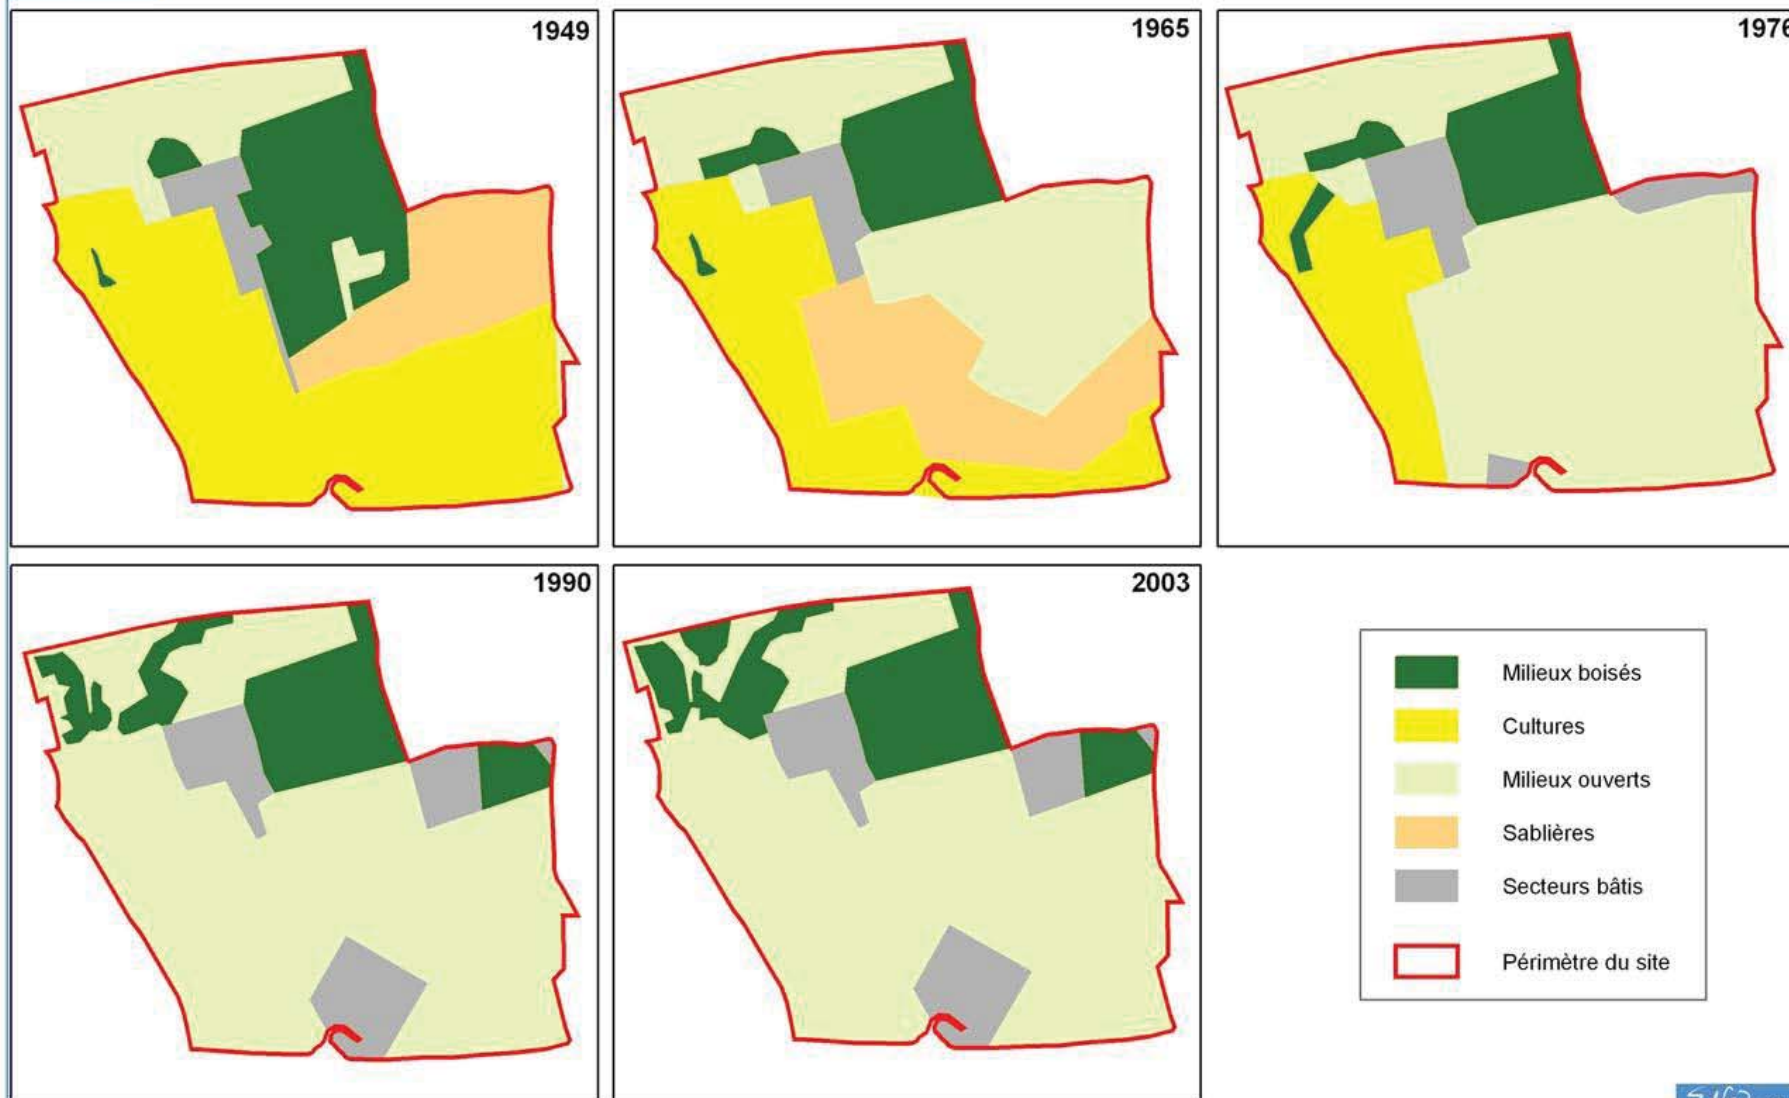 1949
1965
1976
1990
2003
Milieux boisés
Cultures
Milieux ouverts
Sablières
Secteurs bâtis
Périmètre du site